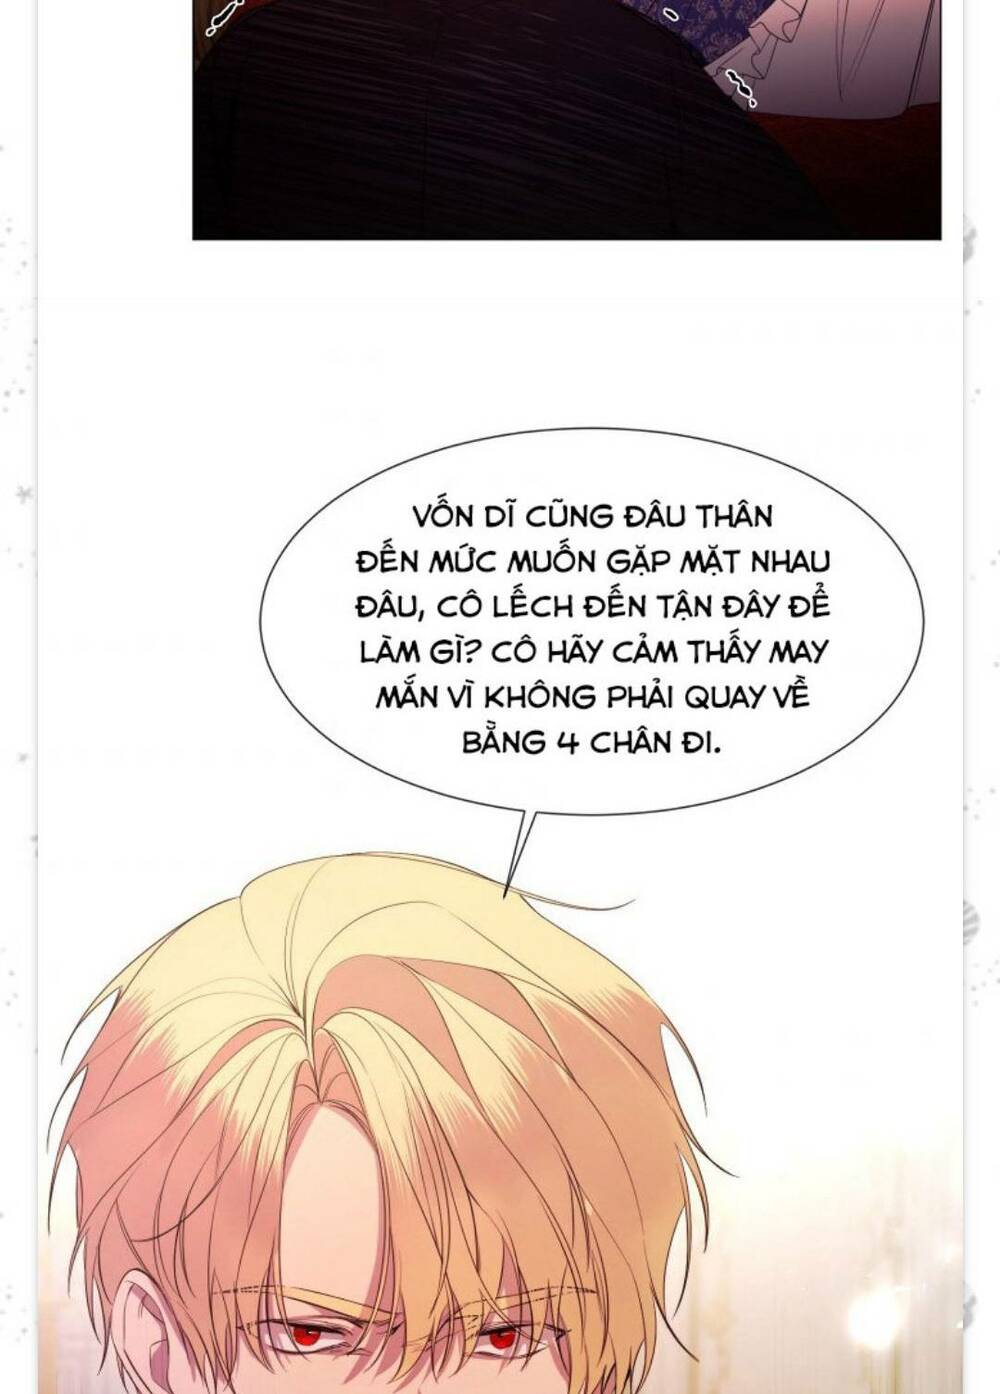 VỐN DĨ CŨNG ĐÂU THÂN
ĐẾN MỨC MUỐN GẶP MẶT NHAU
ĐÂU, CÔ LẾCH ĐẾN TẬN ĐÂY ĐỂ
LÀM GÌ? CÔ HÃY CẢM THẤY MAY
MẮN VÌ KHÔNG PHẢI QUAY VỀ
BẰNG 4 CHÂN ĐI.